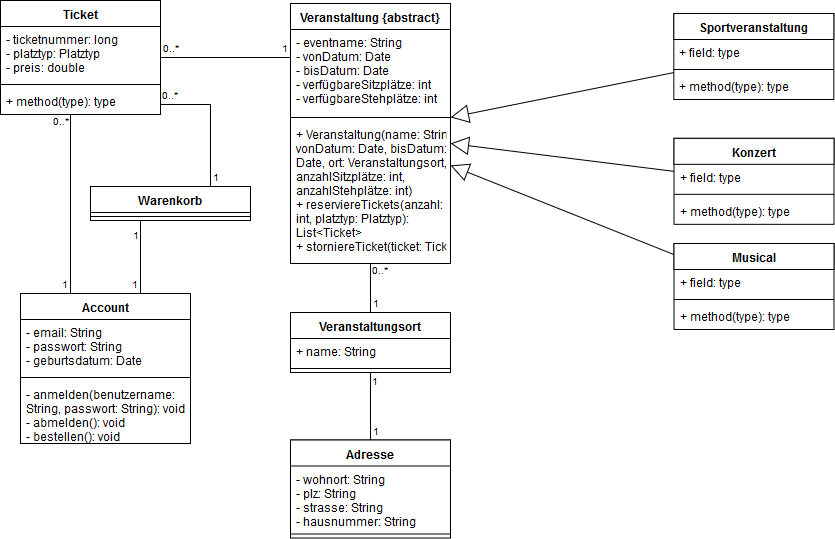 Ticket
- ticketnummer: long
- platztyp: Platztyp
- preis: double
+ method(type): type
0..*
1
0..*
1
0..*
1
Veranstaltung {abstract}
- eventname: String
- vonDatum: Date
- bisDatum: Date
- verfügbareSitzplätze: int
- verfügbareStehplätze: int
+ Veranstaltung(name: Strin
vonDatum: Date, bisDatum:
Date, ort: Veranstaltungsort,
anzahlSitzplätze: int,
anzahlStehplätze: int)
+ reserviereTickets(anzahl:
int, platztyp: Platztyp):
List<Ticket>
+ storniereTicket(ticket: Tick
Sportveranstaltung
+ field: type
+ method(type): type
Konzert
+ field: type
+ method(type): type
Musical
+ field: type
+ method(type): type
Warenkorb
1
1
Account
- email: String
- passwort: String
- geburtsdatum: Date
- anmelden(benutzername:
String, passwort: String): void
- abmelden(): void
- bestellen(): void
0..*
1
Veranstaltungsort
+ name: String
1
1
Adresse
- wohnort: String
- plz: String
- strasse: String
- hausnummer: String